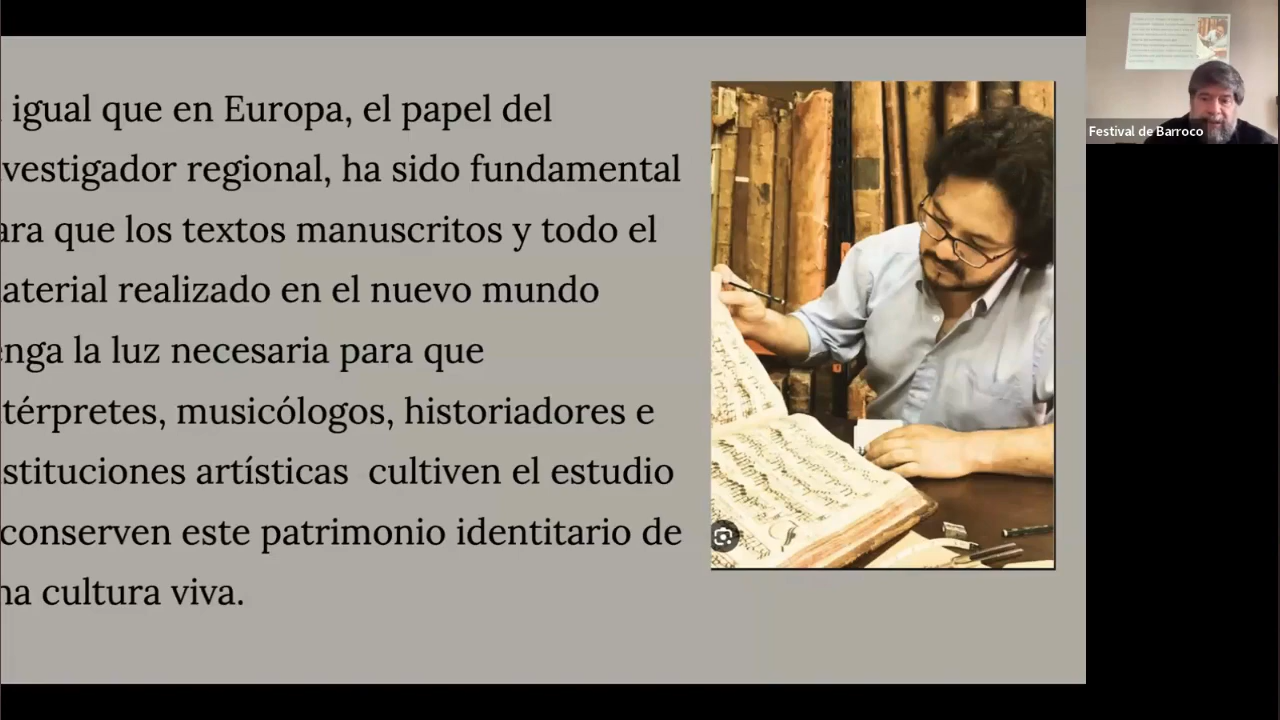 igual que en Europa, el papel del
vestigador regional, ha sido fundamental
ara que los textos manuscritos y todo el
aterial realizado en el nuevo mundo
enga la luz necesaria para que
térpretes, musicólogos, historiadores e
stituciones artísticas cultiven el estudio
conserven este patrimonio identitario de
na cultura viva.
Festival de Barroco